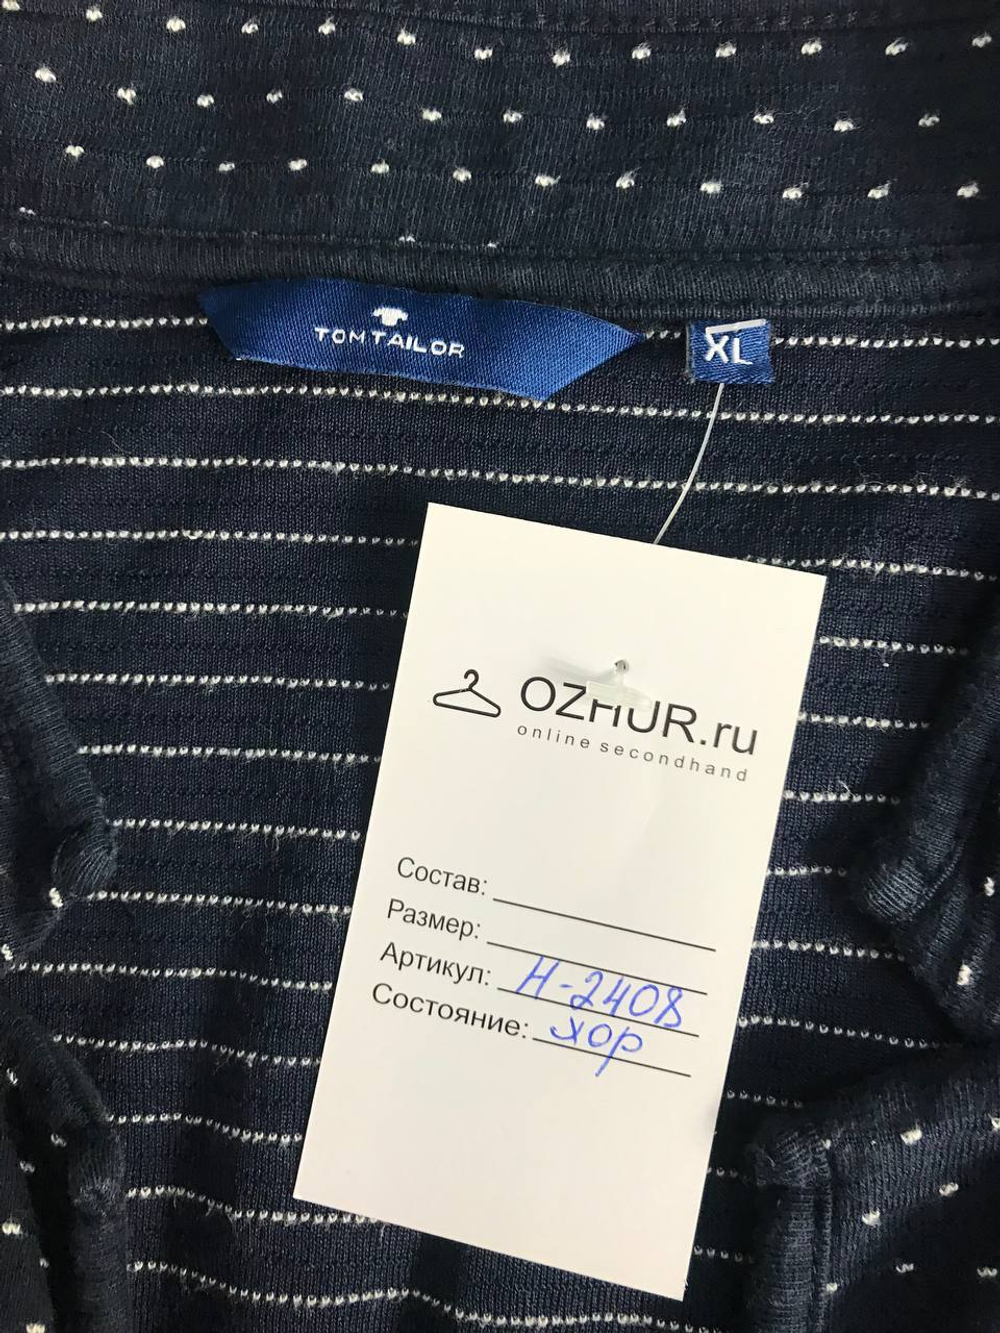 TOM TAILOR
XL
OZHUR.ru
online secondhand
Состав:
Размер:
Артикул: Н-2408
Состояние: хор